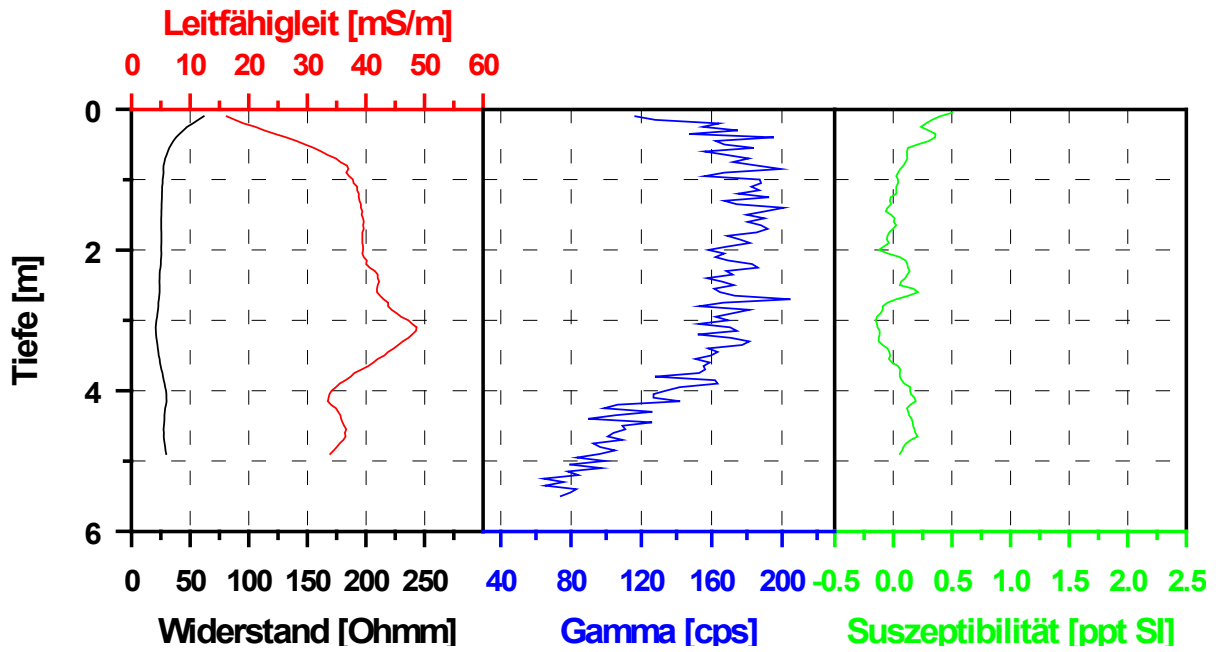 Leitfähigleit [mS/m]
0 10 20 30 40 50 60
0
2
4
6
Tiefe [m]
0 50 100 150 200 250
40 80 120 160 200
-0.5 0.0 0.5 1.0 1.5 2.0 2.5
Widerstand [Ohmm]
Gamma [cps]
Suszeptibilität [ppt SI]